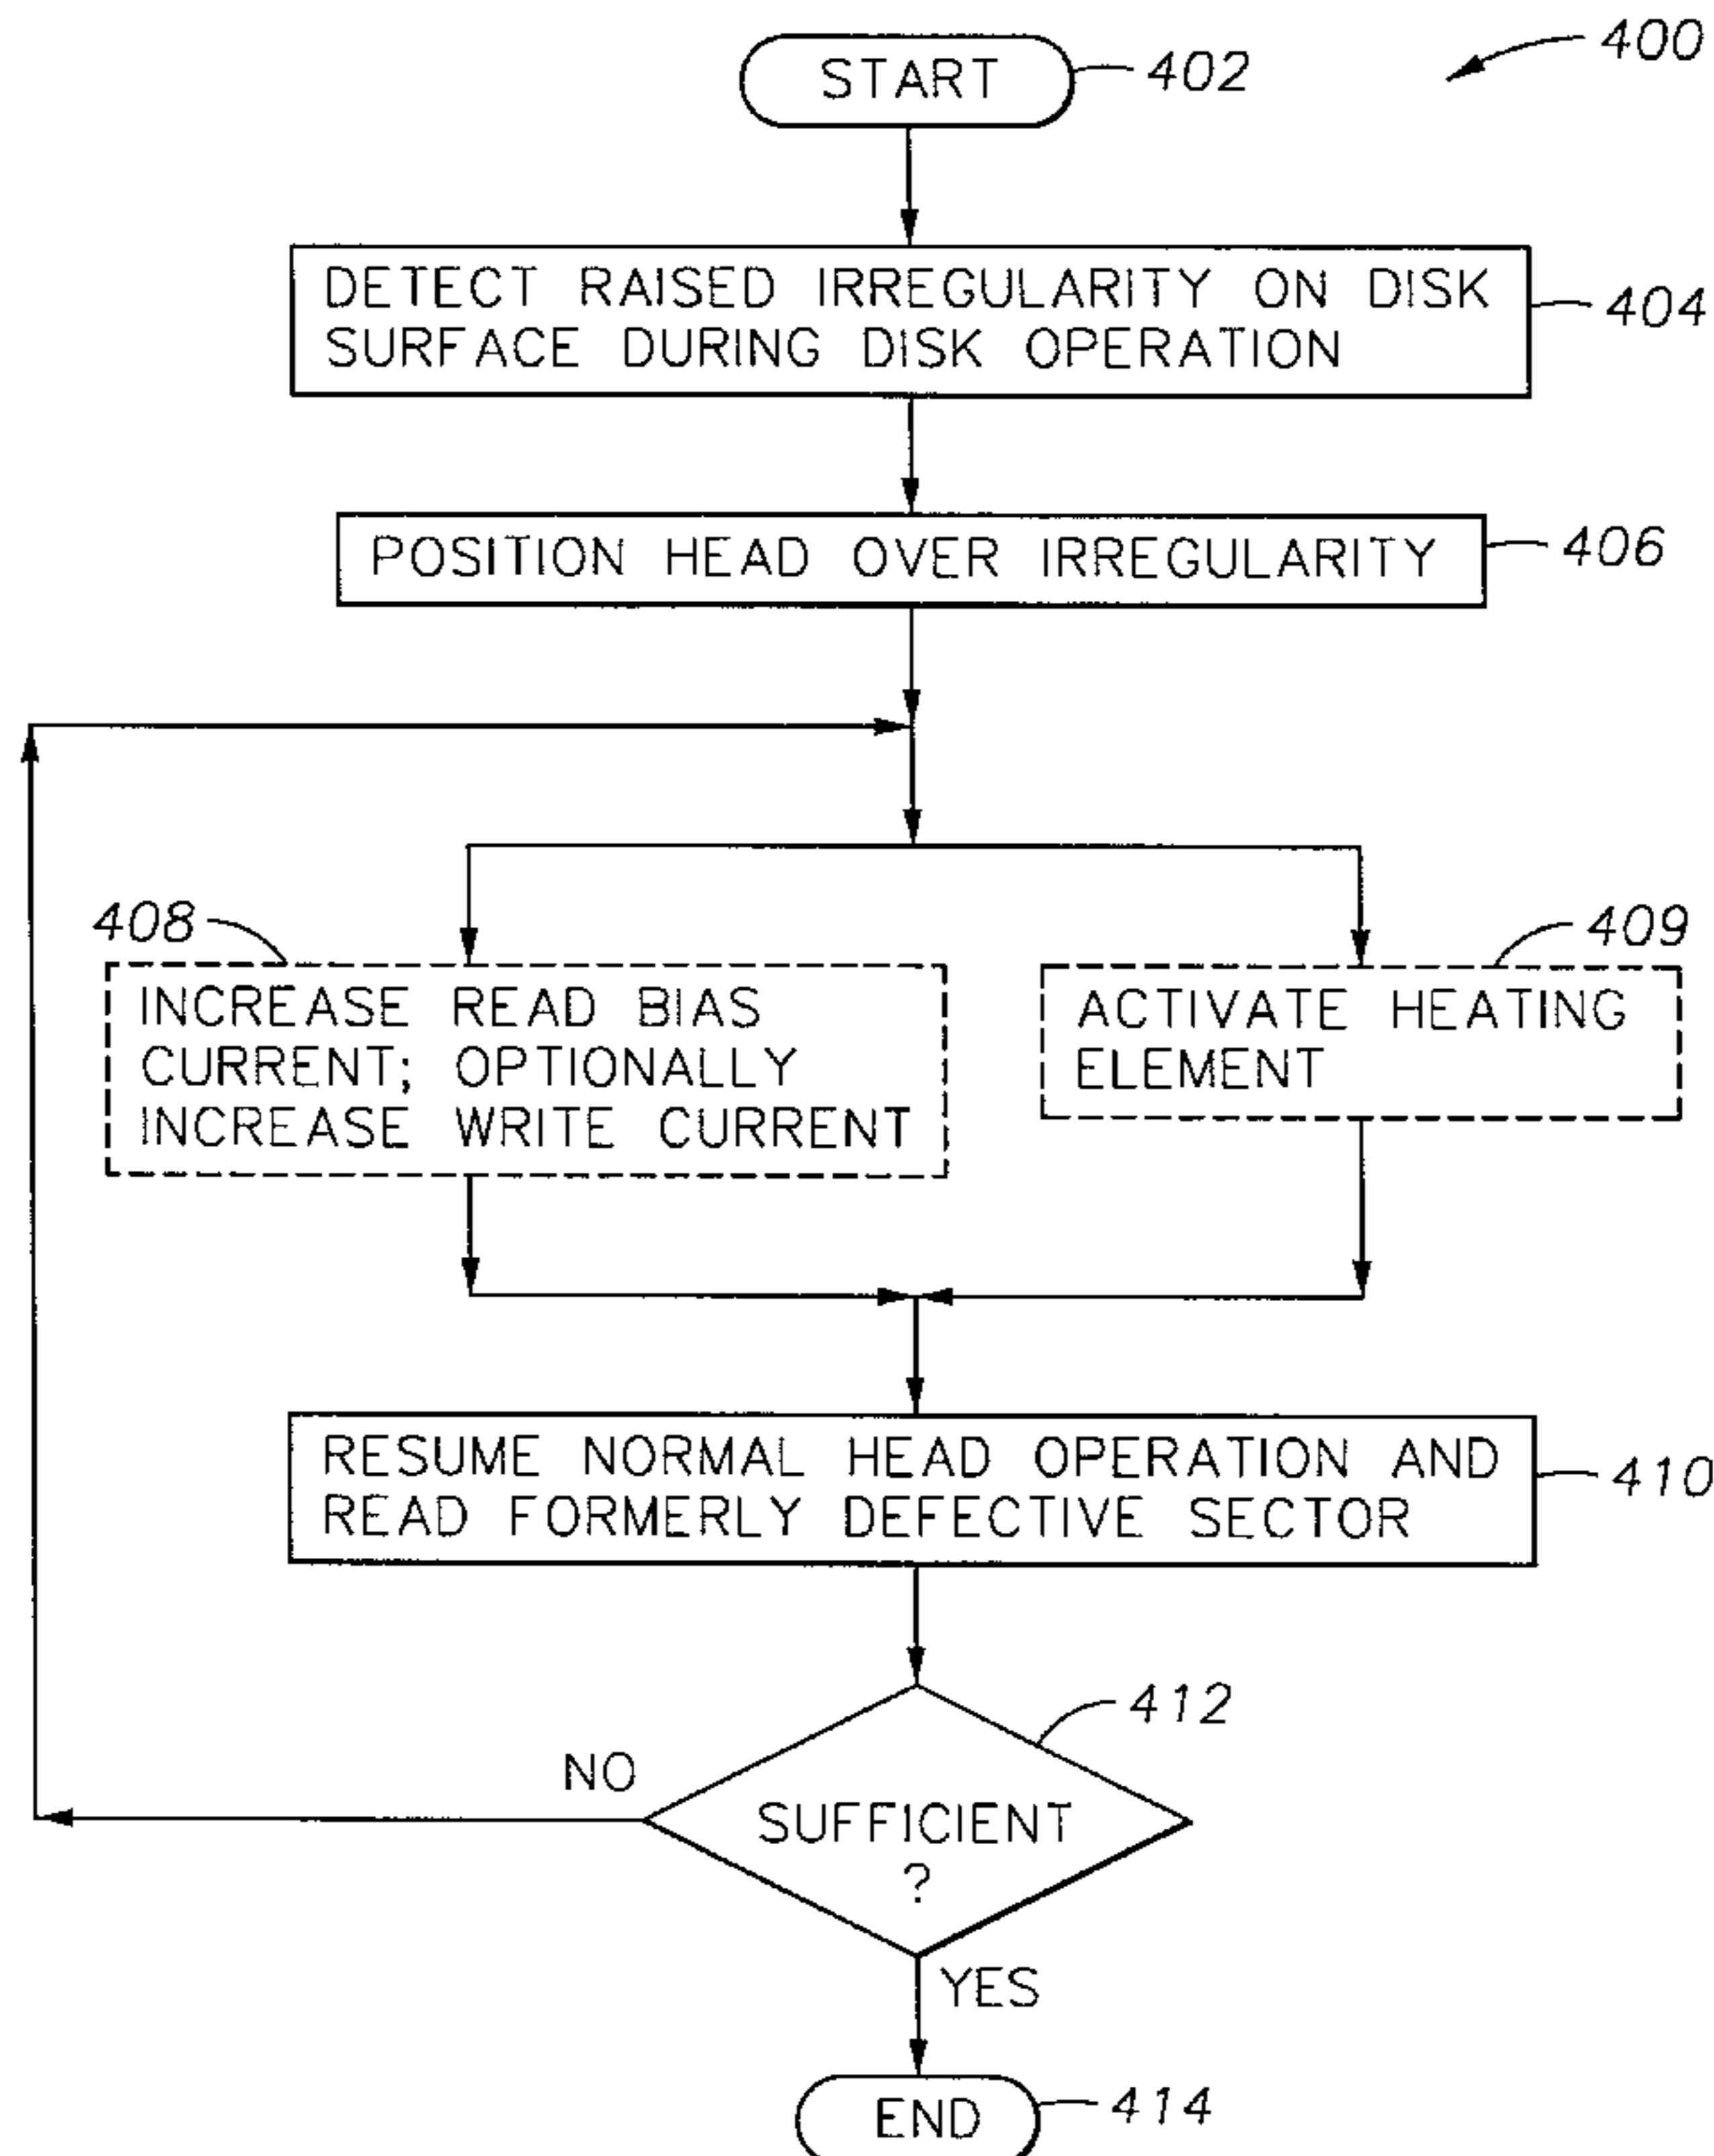 400
START
402
DETECT RAISED IRREGULARITY ON DISK
SURFACE DURING DISK OPERATION
404
POSITION HEAD OVER IRREGULARITY
406
408
INCREASE READ BIAS
CURRENT; OPTIONALLY
INCREASE WRITE CURRENT
409
ACTIVATE HEATING
ELEMENT
RESUME NORMAL HEAD OPERATION AND
READ FORMERLY DEFECTIVE SECTOR
410
412
NO
SUFFICIENT
?
YES
END
414